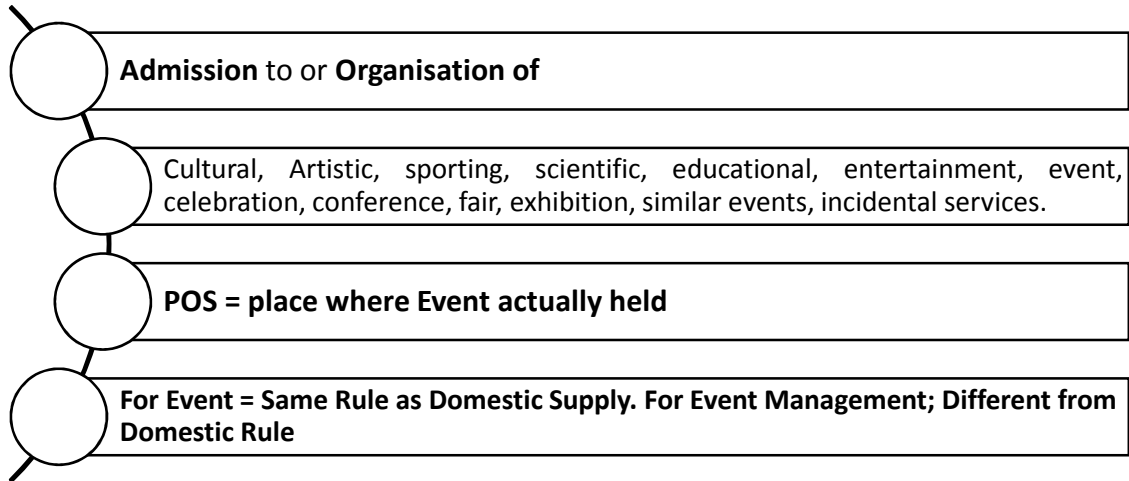 Admission to or Organisation of
Cultural, Artistic, sporting, scientific, educational, entertainment, event,
celebration, conference, fair, exhibition, similar events, incidental services.
POS = place where Event actually held
For Event = Same Rule as Domestic Supply. For Event Management; Different from
Domestic Rule